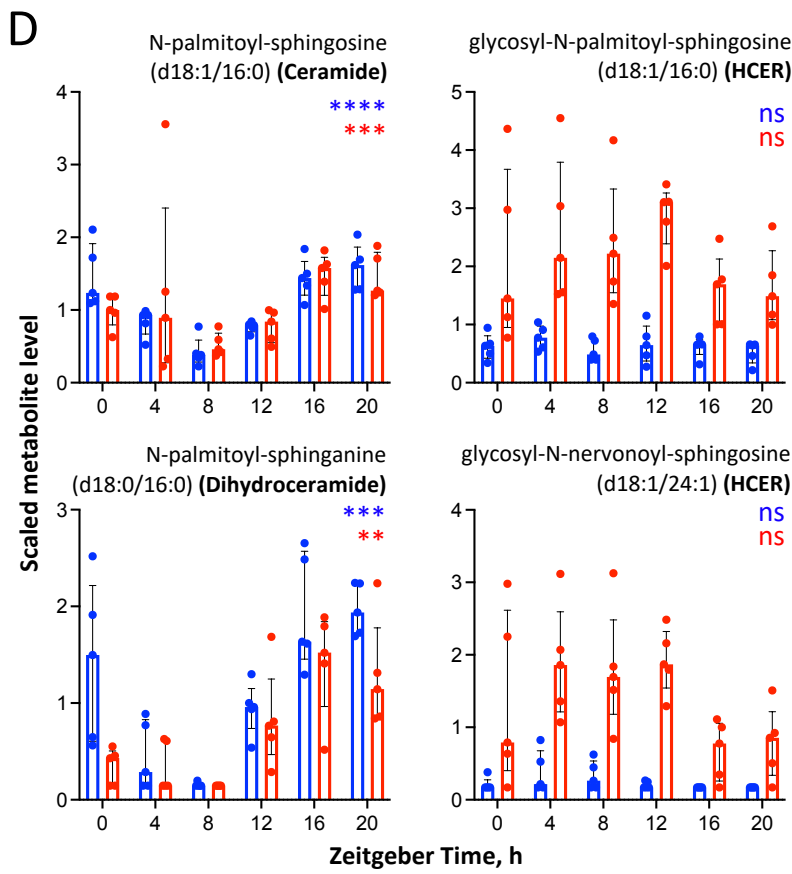 D
N-palmitoyl-sphingosine
(d18:1/16:0) (Ceramide)
****
***
4
3
2
1
0
0 4 8 12 16 20
glycosyl-N-palmitoyl-sphingosine
(d18:1/16:0) (HCER)
ns
ns
5
4
3
2
1
0
0 4 8 12 16 20
Scaled metabolite level
N-palmitoyl-sphinganine
(d18:0/16:0) (Dihydroceramide)
***
**
3
2
1
0
0 4 8 12 16 20
glycosyl-N-nervonoyl-sphingosine
(d18:1/24:1) (HCER)
ns
ns
4
3
2
1
0
0 4 8 12 16 20
Zeitgeber Time, h